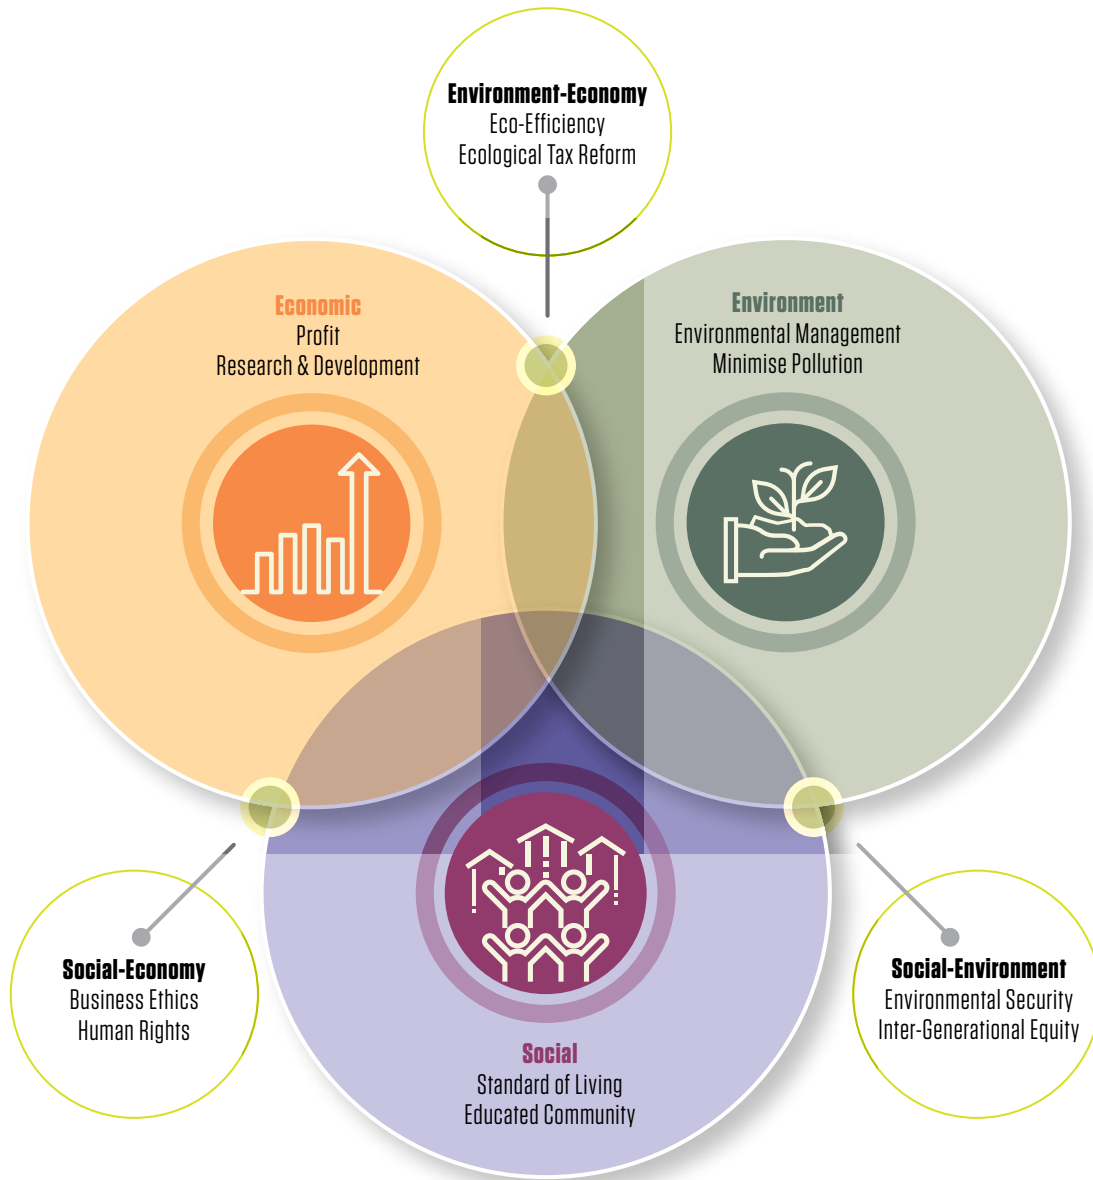 Environment-Economy
Eco-Efficiency
Ecological Tax Reform
Economic
Profit
Research & Development
Environment
Environmental Management
Minimise Pollution
Social-Economy
Business Ethics
Human Rights
Social-Environment
Environmental Security
Inter-Generational Equity
Social
Standard of Living
Educated Community